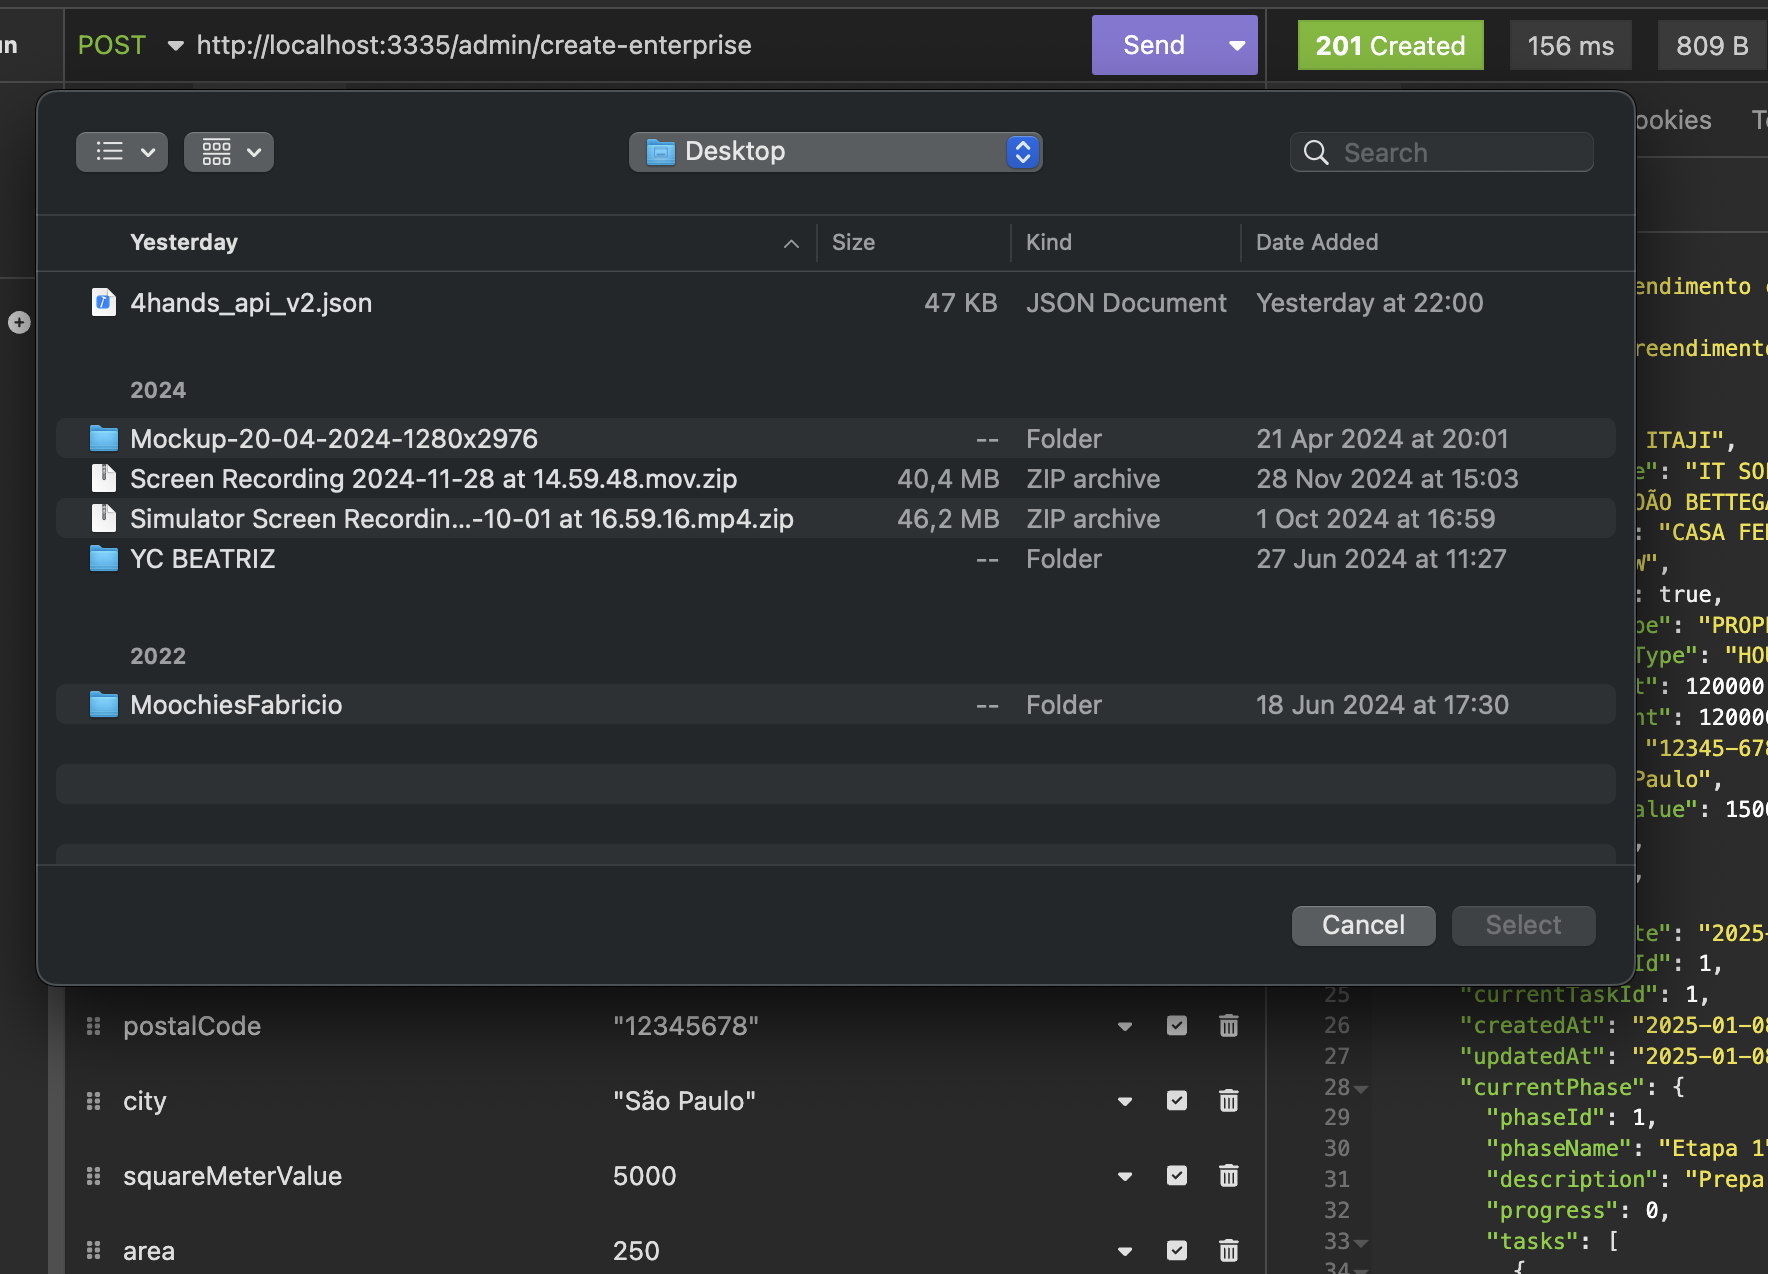 un
POST http://localhost:3335/admin/create-enterprise Send 201 Created 156 ms 809 B
Desktop Search
ookies
Yesterday Size Kind Date Added
4hands_api_v2.json 47 KB JSON Document Yesterday at 22:00
2024
Mockup-20-04-2024-1280x2976 -- Folder 21 Apr 2024 at 20:01
Screen Recording 2024-11-28 at 14.59.48.mov.zip 40,4 MB ZIP archive 28 Nov 2024 at 15:03
Simulator Screen Recordin...-10-01 at 16.59.16.mp4.zip 46,2 MB ZIP archive 1 Oct 2024 at 16:59
YC BEATRIZ -- Folder 27 Jun 2024 at 11:27
2022
MoochiesFabricio -- Folder 18 Jun 2024 at 17:30
Cancel Select
endimento
reendimento
ITAJI",
e": "IT SO
OÃO BETTEGA
: "CASA FE
W",
: true,
pe": "PROP
Type": "HOU
t": 120000
nt": 120000
"12345-678
Paulo",
alue": 150
te": "2025-
Id": 1,
25 "currentTaskId": 1,
26 "createdAt": "2025-01-08
27 "updatedAt": "2025-01-08
28 "currentPhase": {
29 "phaseId": 1,
30 "phaseName": "Etapa 1"
31 "description": "Prepa
32 "progress": 0,
33 "tasks": [
34 {
postalCode "12345678"
city "São Paulo"
squareMeterValue 5000
area 250